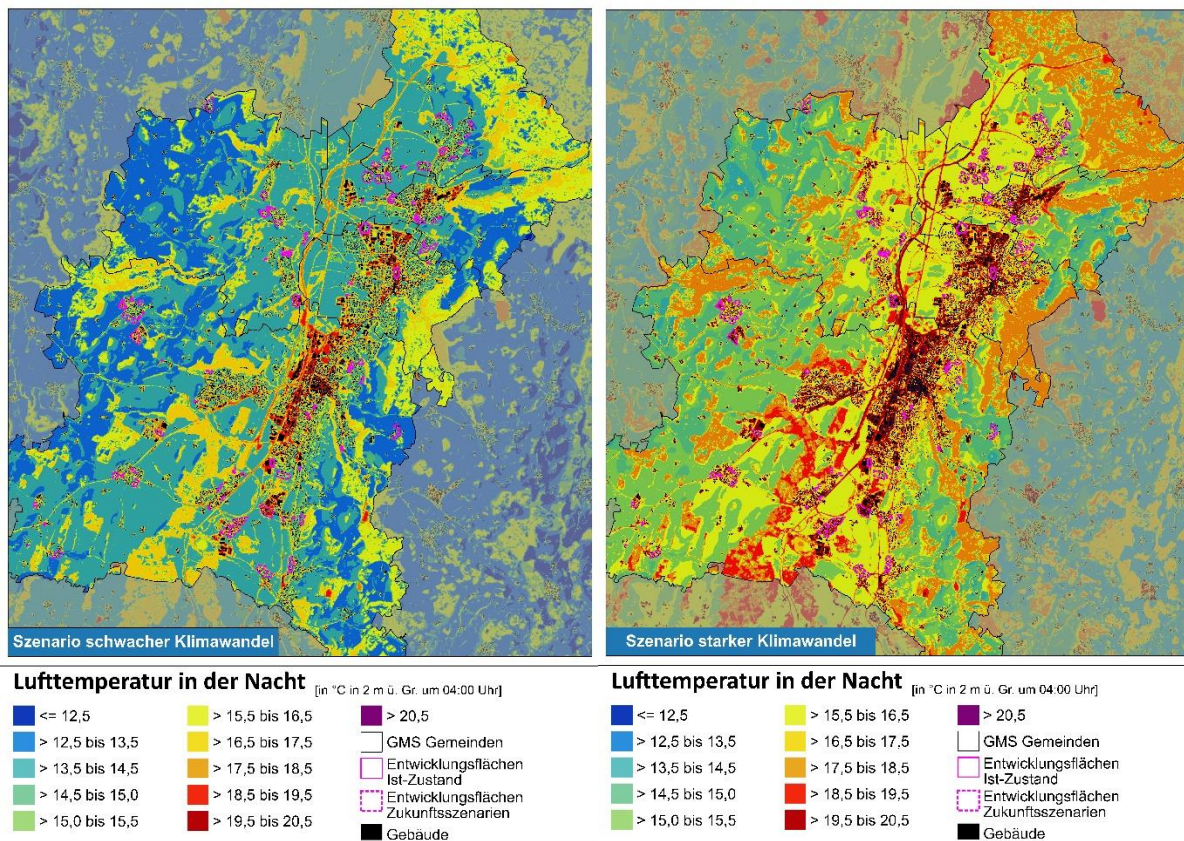 Szenario schwacher Klimawandel
Lufttemperatur in der Nacht [in °C in 2 m ü. Gr. um 04:00 Uhr]
<= 12,5
> 12,5 bis 13,5
> 13,5 bis 14,5
> 14,5 bis 15,0
> 15,0 bis 15,5
> 15,5 bis 16,5
> 16,5 bis 17,5
> 17,5 bis 18,5
> 18,5 bis 19,5
> 19,5 bis 20,5
> 20,5
GMS Gemeinden
Entwicklungsflächen
Ist-Zustand
Entwicklungsflächen
Zukunftsszenarien
Gebäude
Szenario starker Klimawandel
Lufttemperatur in der Nacht [in °C in 2 m ü. Gr. um 04:00 Uhr]
<= 12,5
> 12,5 bis 13,5
> 13,5 bis 14,5
> 14,5 bis 15,0
> 15,0 bis 15,5
> 15,5 bis 16,5
> 16,5 bis 17,5
> 17,5 bis 18,5
> 18,5 bis 19,5
> 19,5 bis 20,5
> 20,5
GMS Gemeinden
Entwicklungsflächen
Ist-Zustand
Entwicklungsflächen
Zukunftsszenarien
Gebäude